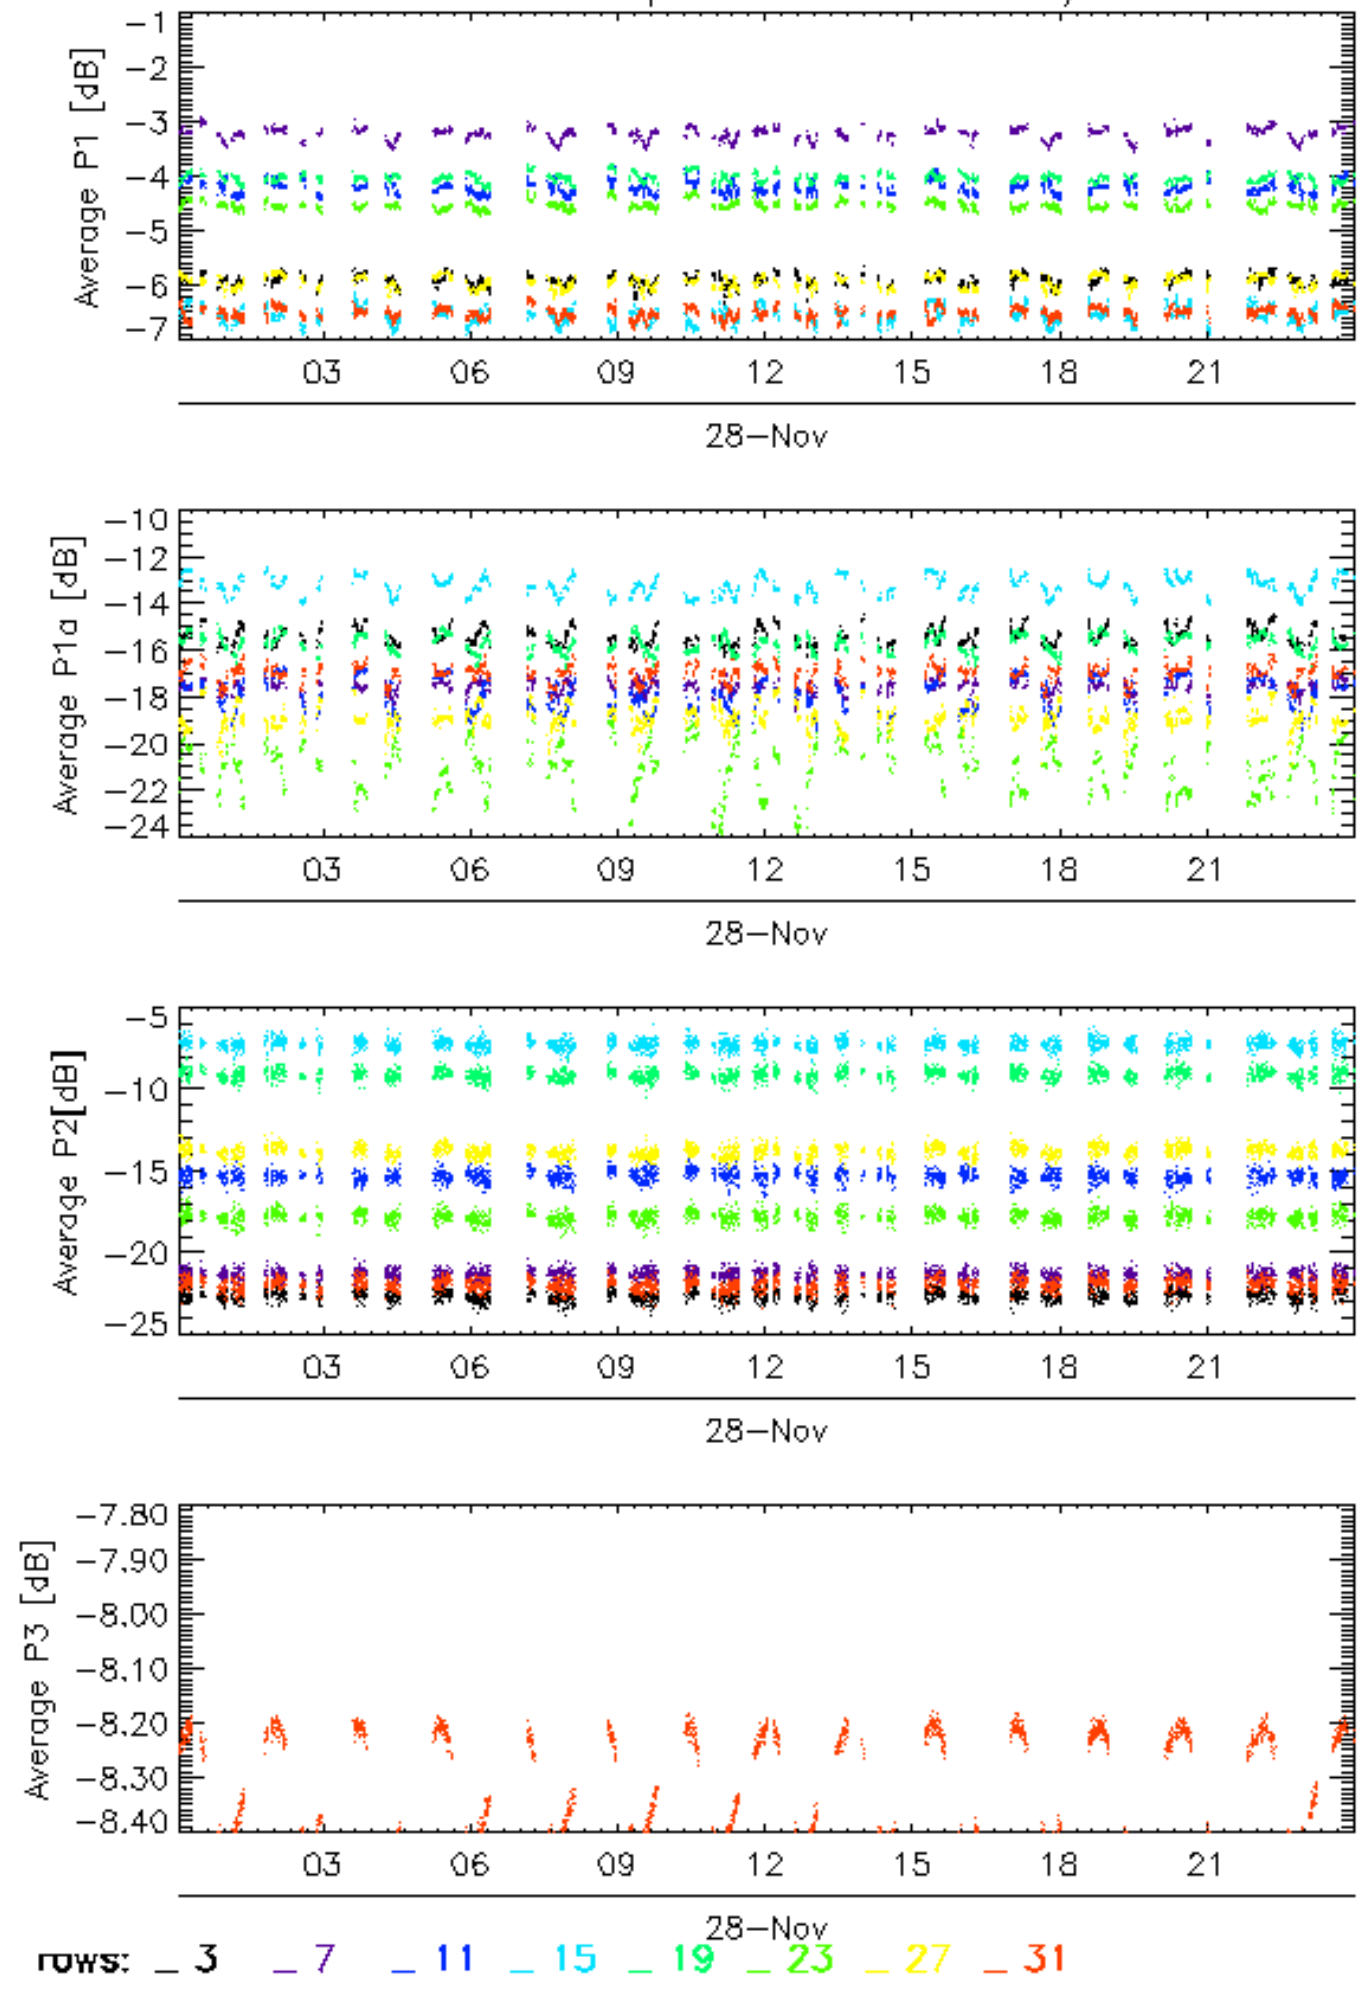 Average P1 [dB]
-1
-2
-3
-4
-5
-6
-7
03 06 09 12 15 18 21
28-Nov
Average P1a [dB]
-10
-12
-14
-16
-18
-20
-22
-24
03 06 09 12 15 18 21
28-Nov
Average P2[dB]
-5
-10
-15
-20
-25
03 06 09 12 15 18 21
28-Nov
Average P3 [dB]
-7.80
-7.90
-8.00
-8.10
-8.20
-8.30
-8.40
03 06 09 12 15 18 21
28-Nov
rows: _ 3 _ 7 _ 11 _ 15 _ 19 _ 23 _ 27 _ 31